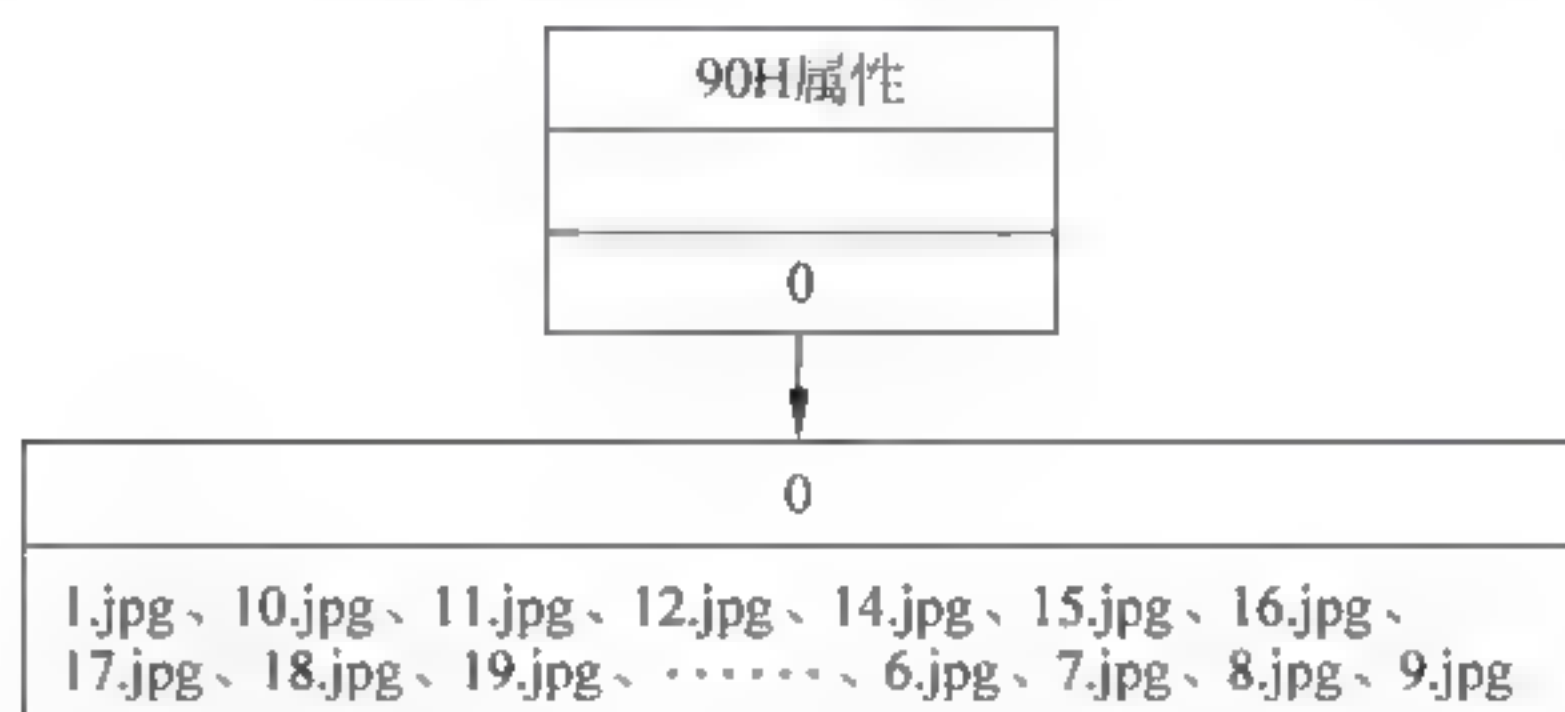 90H属性
0
0
1.jpg、10.jpg、11.jpg、12.jpg、14.jpg、15.jpg、16.jpg、
17.jpg、18.jpg、19.jpg、……、6.jpg、7.jpg、8.jpg、9.jpg